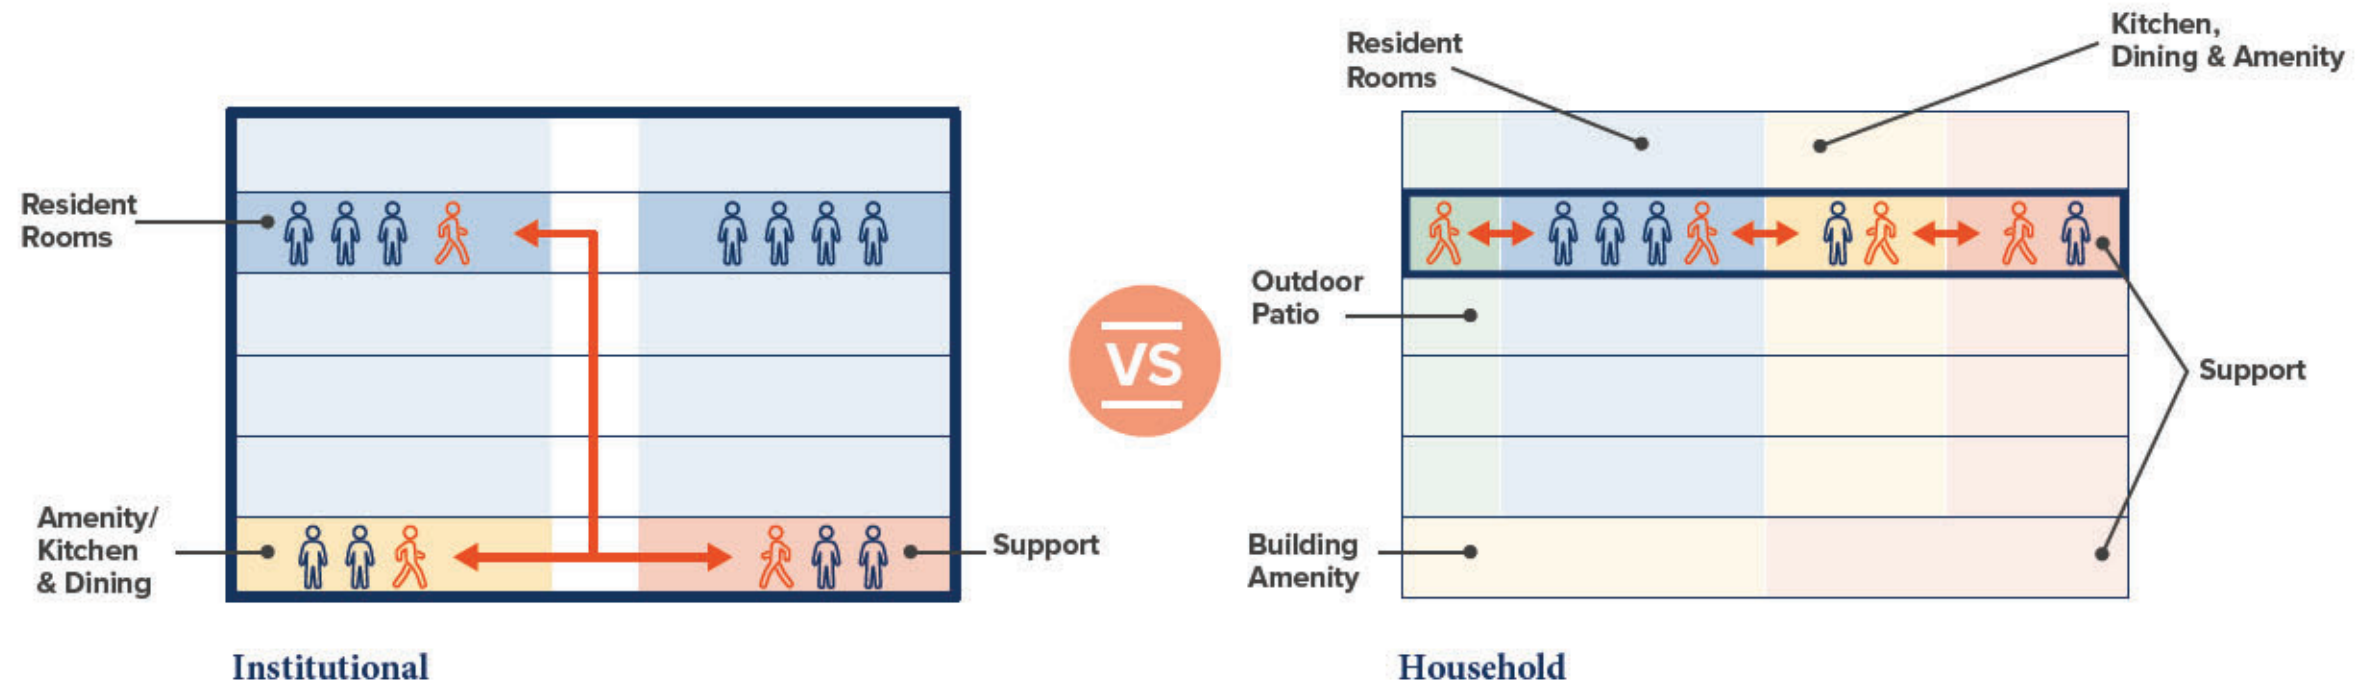 Resident
Rooms
Amenity/
Kitchen
& Dining
Support
Institutional
VS
Resident
Rooms
Kitchen,
Dining & Amenity
Outdoor
Patio
Support
Building
Amenity
Household